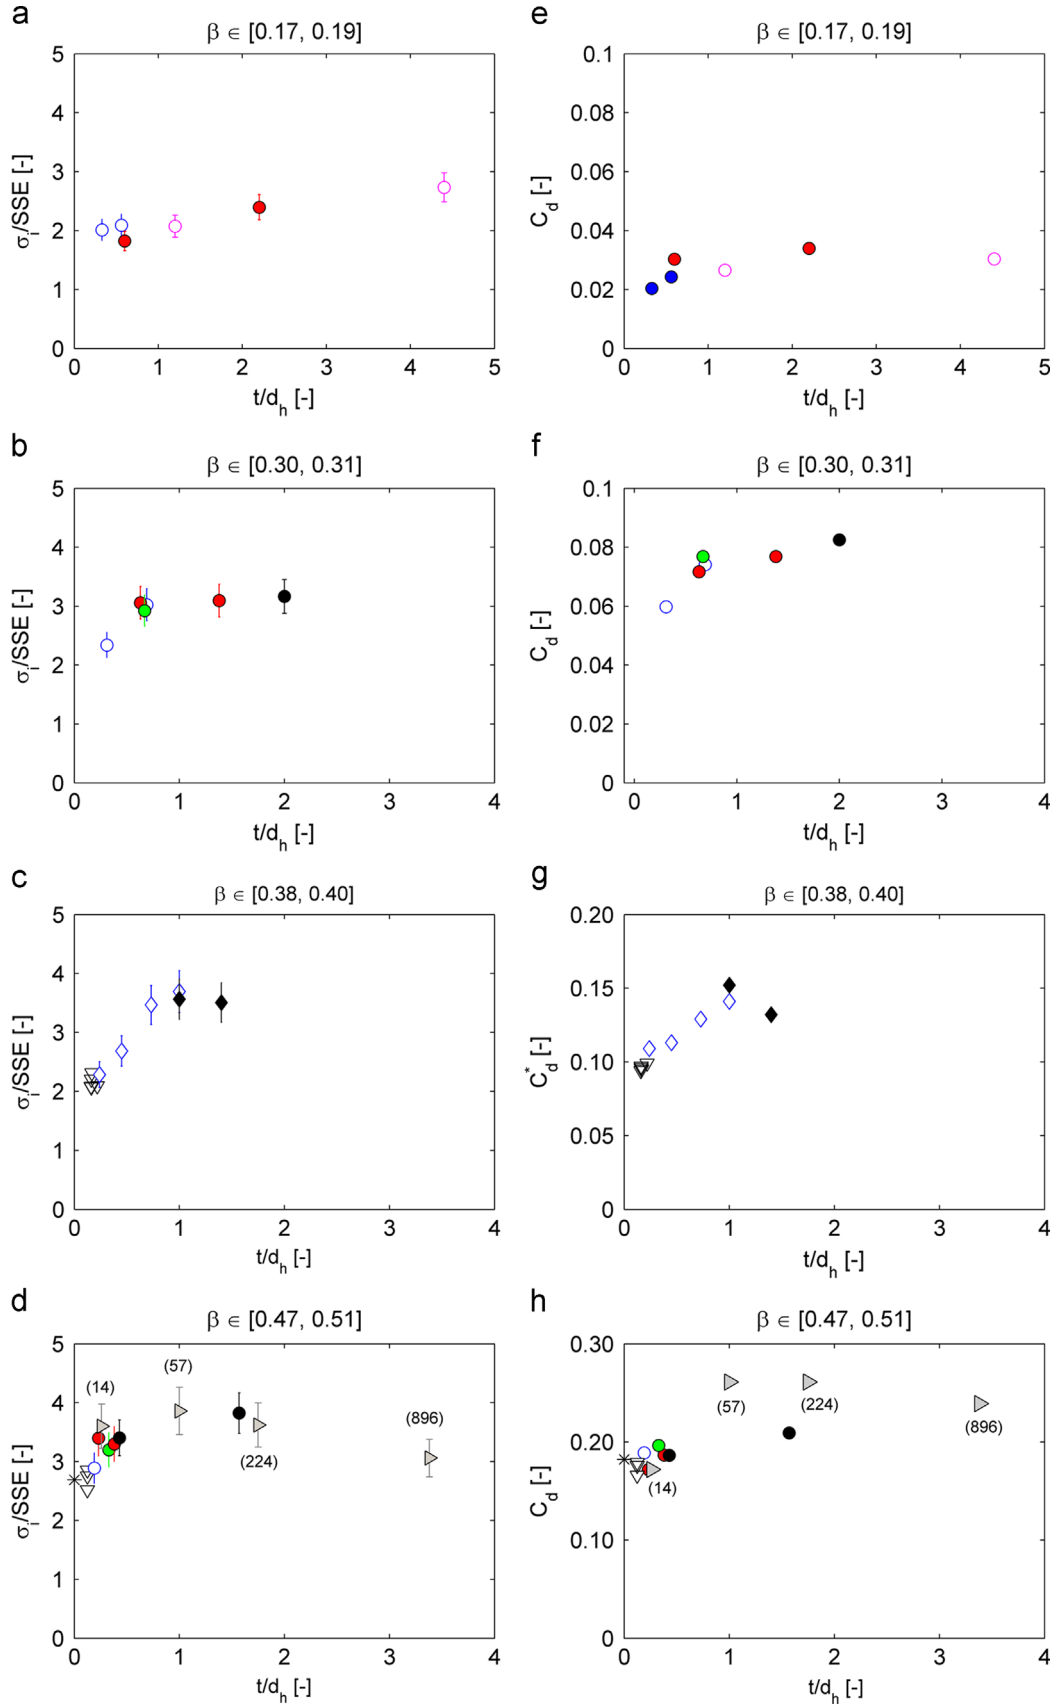 a
β ∈ [0.17, 0.19]
5
4
3
2
1
0
σi/SSE [-]
0 1 2 3 4 5
t/dh [-]
e
β ∈ [0.17, 0.19]
0.1
0.08
0.06
0.04
0.02
0
Cd [-]
0 1 2 3 4 5
t/dh [-]
b
β ∈ [0.30, 0.31]
5
4
3
2
1
0
σi/SSE [-]
0 1 2 3 4
t/dh [-]
f
β ∈ [0.30, 0.31]
0.1
0.08
0.06
0.04
0.02
0
Cd [-]
0 1 2 3 4
t/dh [-]
c
β ∈ [0.38, 0.40]
5
4
3
2
1
0
σi/SSE [-]
0 1 2 3 4
t/dh [-]
g
β ∈ [0.38, 0.40]
0.20
0.15
0.10
0.05
0
C*d [-]
0 1 2 3 4
t/dh [-]
d
β ∈ [0.47, 0.51]
5
4
3
2
1
0
σi/SSE [-]
(57)
(14)
(896)
(224)
0 1 2 3 4
t/dh [-]
h
β ∈ [0.47, 0.51]
0.30
0.20
0.10
0
Cd [-]
(57)
(224)
(896)
(14)
0 1 2 3 4
t/dh [-]